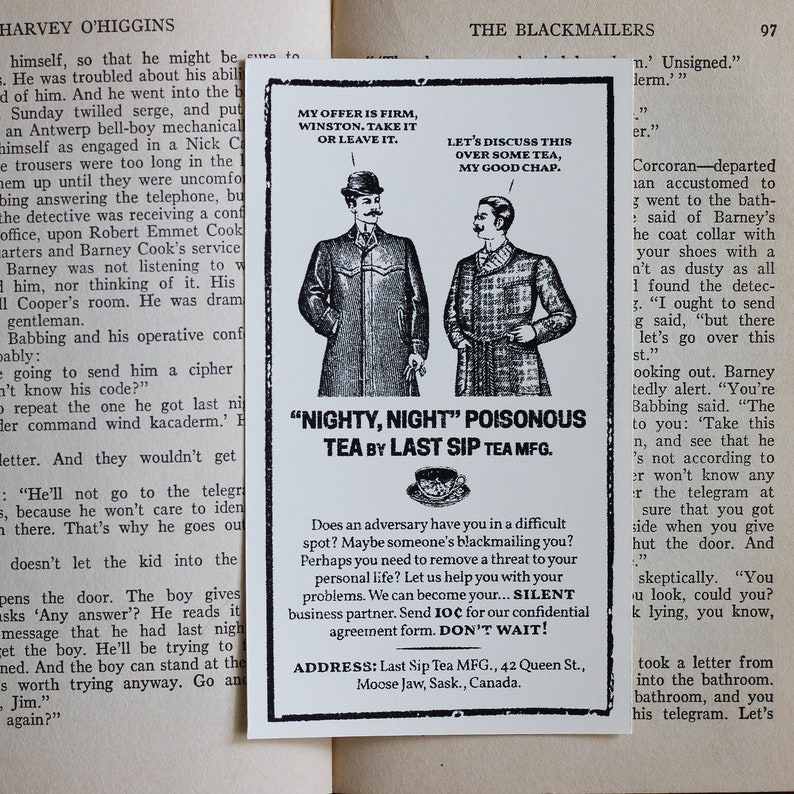 HARVEY O'HIGGINS
himself, so that he might be sure to
s. He was troubled about his abili
d of him. And he went into the b
Sunday twilled serge, and put
an Antwerp bell-boy mechanical
himself as engaged in a Nick Ca
e trousers were too long in the l
hem up until they were uncomfo
bing answering the telephone, bu
the detective was receiving a conf
office, upon Robert Emmet Cook
uarters and Barney Cook's service
Barney was not listening to w
d him, nor thinking of it. His
ll Cooper's room. He was dram
gentleman.
Babbing and his operative conf
bably:
e going to send him a cipher
n't know his code?"
o repeat the one he got last nig
der command wind kacaderm.' H
letter. And they wouldn't get
: "He'll not go to the telegra
s, because he won't care to iden
n there. That's why he goes out
doesn't let the kid into the
pens the door. The boy gives
asks 'Any answer'? He reads it
message that he had last nigh
get the boy. He'll be trying to f
ned. And the boy can stand at the
's worth trying anyway. Go and
, Jim."
again?"
THE BLACKMAILERS 97
m.' Unsigned."
derm.' "
."
er."
Corcoran—departed
man accustomed to
g went to the bath-
e said of Barney's
he coat collar with
your shoes with a
n't as dusty as all
I found the detec-
g. "I ought to send
ng said, "but there
let's go over this
st."
ooking out. Barney
tedly alert. "You're
Babbing said. "The
to you: 'Take this
n, and see that he
's not according to
er won't know any
er the telegram at
sure that you got
side when you give
hut the door. And
."
skeptically. "You
ou look, could you?
k lying, you know,
took a letter from
into the bathroom.
bathroom, and you
his telegram. Let's
MY OFFER IS FIRM,
WINSTON. TAKE IT
OR LEAVE IT.
LET'S DISCUSS THIS
OVER SOME TEA,
MY GOOD CHAP.
"NIGHTY, NIGHT" POISONOUS
TEA BY LAST SIP TEA MFG.
Does an adversary have you in a difficult
spot? Maybe someone's blackmailing you?
Perhaps you need to remove a threat to your
personal life? Let us help you with your
problems. We can become your... SILENT
business partner. Send 10¢ for our confidential
agreement form. DON'T WAIT!
ADDRESS: Last Sip Tea MFG., 42 Queen St.,
Moose Jaw, Sask., Canada.